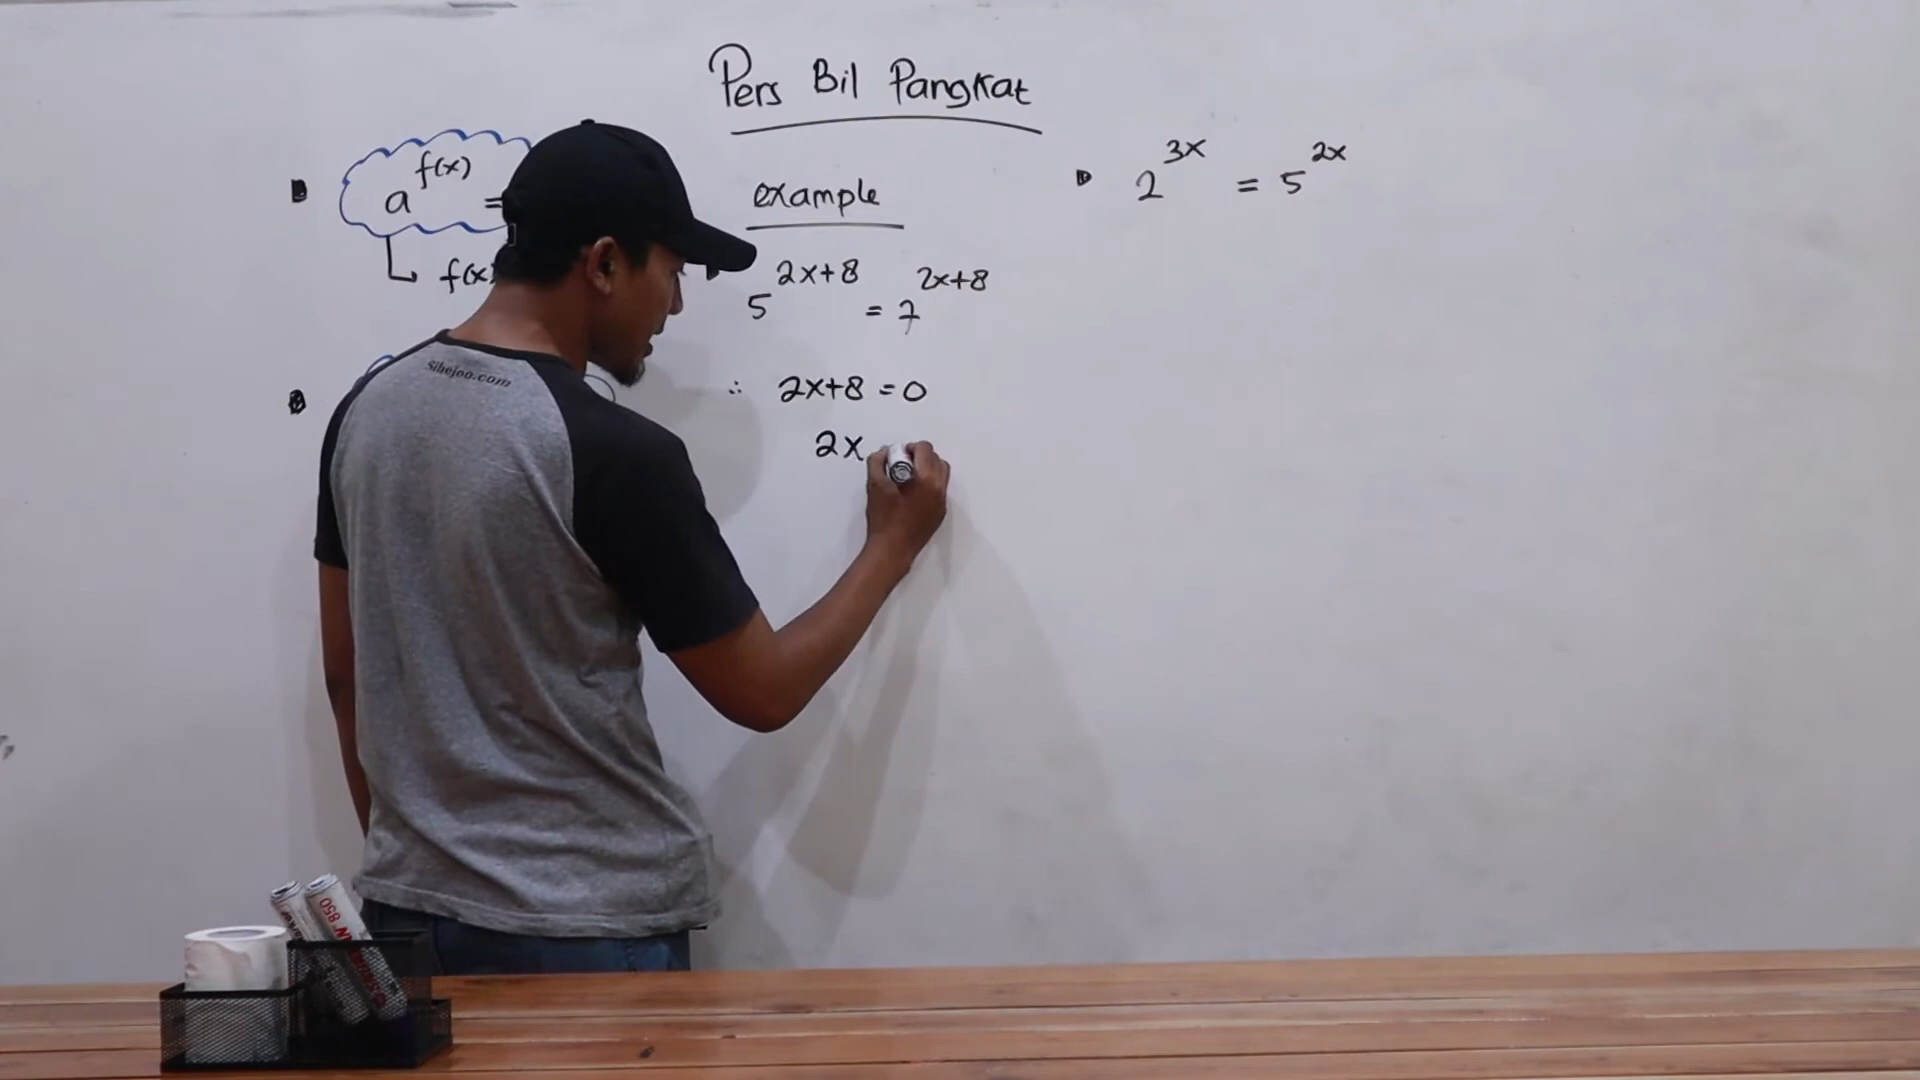 Pers Bil Pangkat
a^f(x) =
f(x)
example
5^2x+8 = 7^2x+8
∴ 2x+8 = 0
2x
2^3x = 5^2x
Sibejoo.com
850